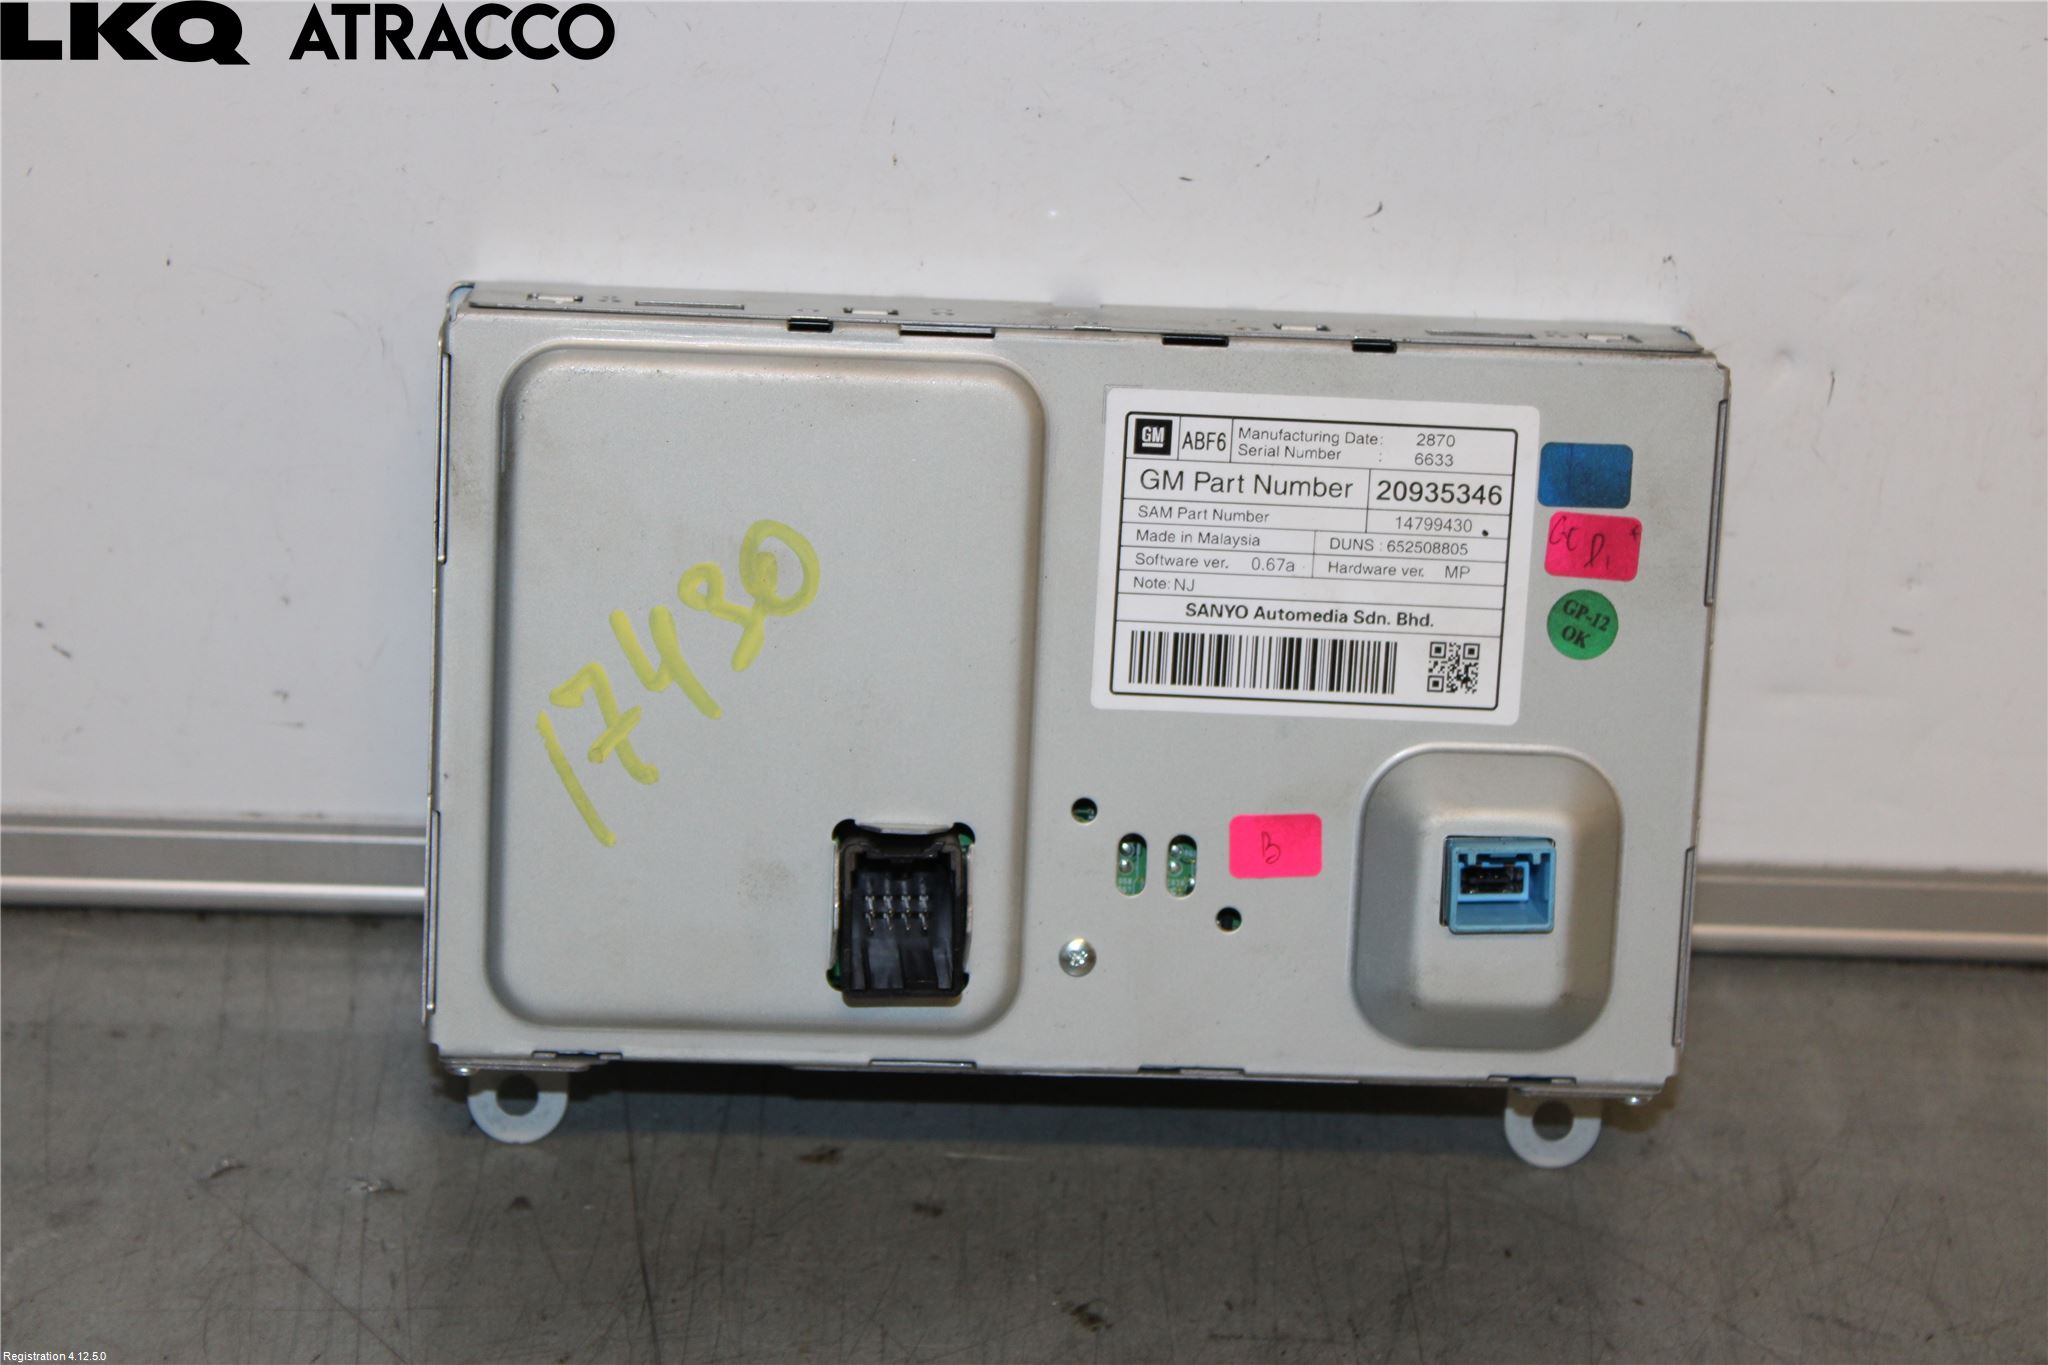 LKQ ATRACCO
GM ABF6 Manufacturing Date: 2870
Serial Number : 6633
GM Part Number 20935346
SAM Part Number 14799430
Made in Malaysia DUNS : 652508805
Software ver. 0.67a Hardware ver. MP
Note: NJ
SANYO Automedia Sdn. Bhd.
GP-12
OK
B
Registration 4.12.5.0